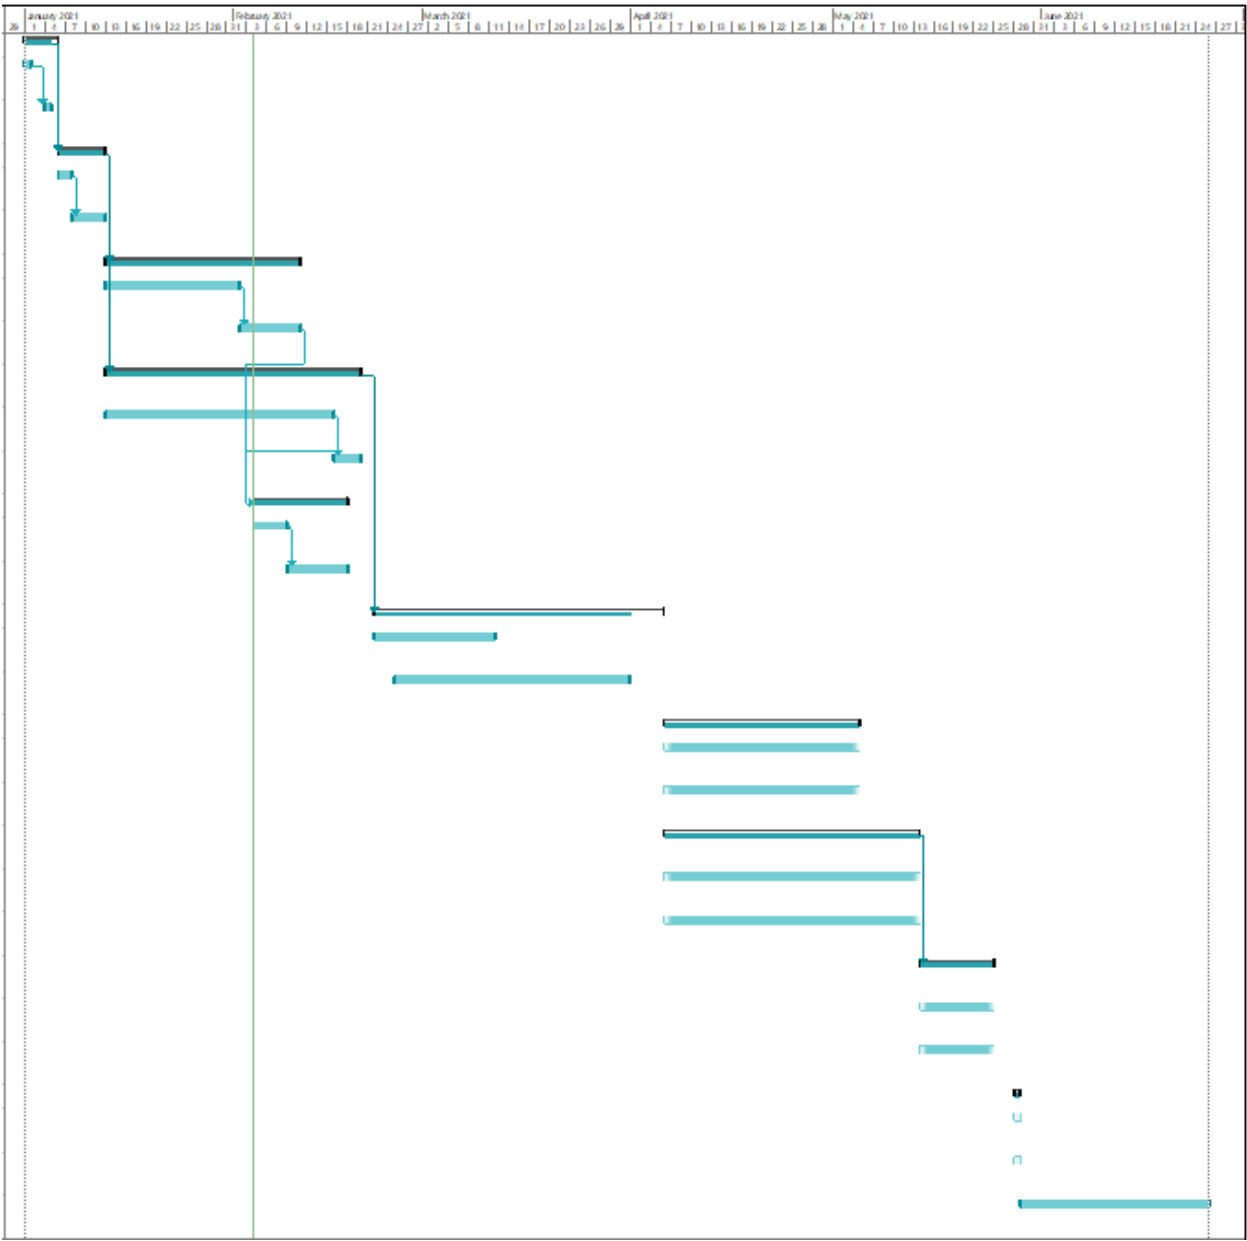 January 2021 February 2021 March 2021 April 2021 May 2021 June 2021
29 1 4 7 10 13 16 19 22 25 28 31 3 6 9 12 15 18 21 24 27 2 5 8 11 14 17 20 23 26 29 1 4 7 10 13 16 19 22 25 28 1 4 7 10 13 16 19 22 25 28 31 3 6 9 12 15 18 21 24 27